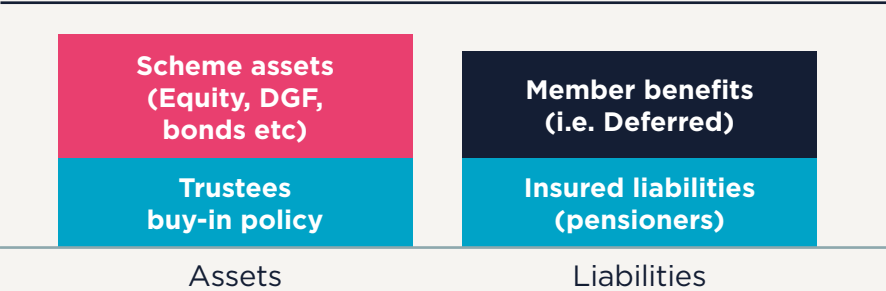 Scheme assets
(Equity, DGF,
bonds etc)
Trustees
buy-in policy
Member benefits
(i.e. Deferred)
Insured liabilities
(pensioners)
Assets
Liabilities